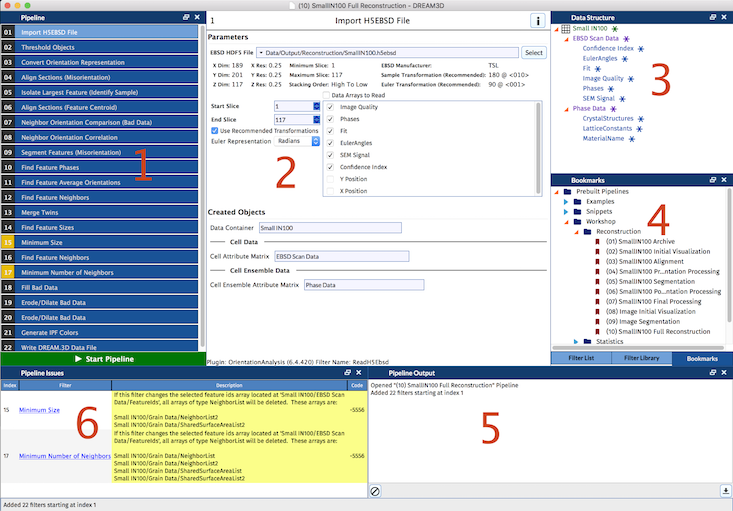 (10) SmallIN100 Full Reconstruction - DREAM3D
Pipeline
01 Import H5EBSD File
02 Threshold Objects
03 Convert Orientation Representation
04 Align Sections (Misorientation)
05 Isolate Largest Feature (Identify Sample)
06 Align Sections (Feature Centroid)
07 Neighbor Orientation Comparison (Bad Data)
08 Neighbor Orientation Correlation
09 Segment Features (Misorientation)
10 Find Feature Phases
11 Find Feature Average Orientations
12 Find Feature Neighbors
13 Merge Twins
14 Find Feature Sizes
15 Minimum Size
16 Find Feature Neighbors
17 Minimum Number of Neighbors
18 Fill Bad Data
19 Erode/Dilate Bad Data
20 Erode/Dilate Bad Data
21 Generate IPF Colors
22 Write DREAM.3D Data File
Start Pipeline
1
1 Import H5EBSD File
Parameters
EBSD HDF5 File Data/Output/Reconstruction/SmallIN100.h5ebsd Select
X Dim: 189 X Res: 0.25 Minimum Slice: 1 EBSD Manufacturer: TSL
Y Dim: 201 Y Res: 0.25 Maximum Slice: 117 Sample Transformation (Recommended): 180 @ <010>
Z Dim: 117 Z Res: 0.25 Stacking Order: High To Low Euler Transformation (Recommended): 90 @ <001>
Data Arrays to Read
Start Slice 1
End Slice 117
Use Recommended Transformations
Euler Representation Radians
Image Quality
Phases
Fit
EulerAngles
SEM Signal
Confidence Index
Y Position
X Position
2
Created Objects
Data Container Small IN100
Cell Data
Cell Attribute Matrix EBSD Scan Data
Cell Ensemble Data
Cell Ensemble Attribute Matrix Phase Data
Plugin: OrientationAnalysis (6.4.420) Filter Name: ReadH5Ebsd
Data Structure
Small IN100
EBSD Scan Data
Confidence Index
EulerAngles
Fit
Image Quality
Phases
SEM Signal
Phase Data
CrystalStructures
LatticeConstants
MaterialName
3
Bookmarks
Prebuilt Pipelines
Examples
Snippets
Workshop
Reconstruction
(01) SmallIN100 Archive
(02) SmallIN100 Initial Visualization
(03) SmallIN100 Alignment
(04) SmallIN100 Pr...ntation Processing
(05) SmallIN100 Segmentation
(06) SmallIN100 Po...ntation Processing
(07) SmallIN100 Final Processing
(08) Image Initial Visualization
(09) Image Segmentation
(10) SmallIN100 Full Reconstruction
Statistics
4
Filter List Filter Library Bookmarks
Pipeline Issues
Index Filter Description Code
15 Minimum Size -5556
If this filter changes the selected feature ids array located at 'Small IN100/EBSD Scan
Data/FeatureIds', all arrays of type NeighborList will be deleted. These arrays are:
Small IN100/Grain Data/NeighborList2
Small IN100/Grain Data/SharedSurfaceAreaList2
17 Minimum Number of Neighbors -5556
If this filter changes the selected feature ids array located at 'Small IN100/EBSD Scan
Data/FeatureIds', all arrays of type NeighborList will be deleted. These arrays are:
Small IN100/Grain Data/NeighborList
Small IN100/Grain Data/NeighborList2
Small IN100/Grain Data/SharedSurfaceAreaList
Small IN100/Grain Data/SharedSurfaceAreaList2
6
Pipeline Output
Opened "(10) SmallIN100 Full Reconstruction" Pipeline
Added 22 filters starting at index 1
5
Added 22 filters starting at index 1